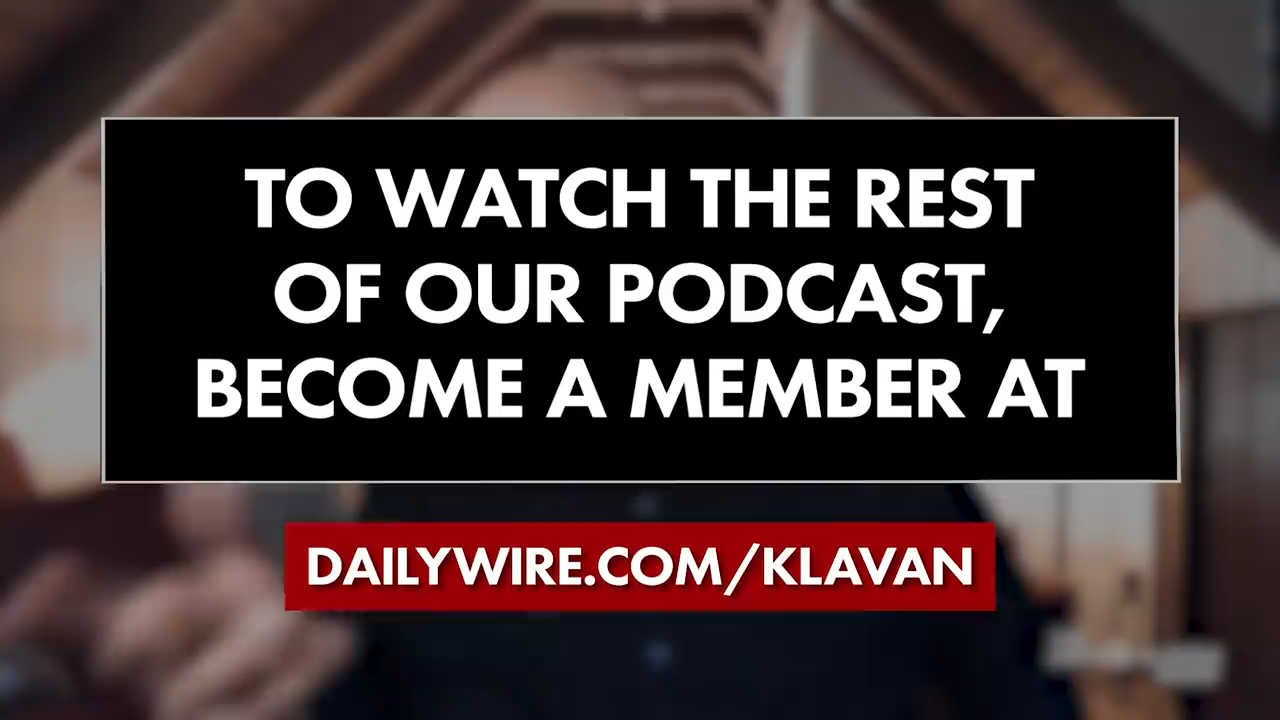 TO WATCH THE REST
OF OUR PODCAST,
BECOME A MEMBER AT
DAILYWIRE.COM/KLAVAN